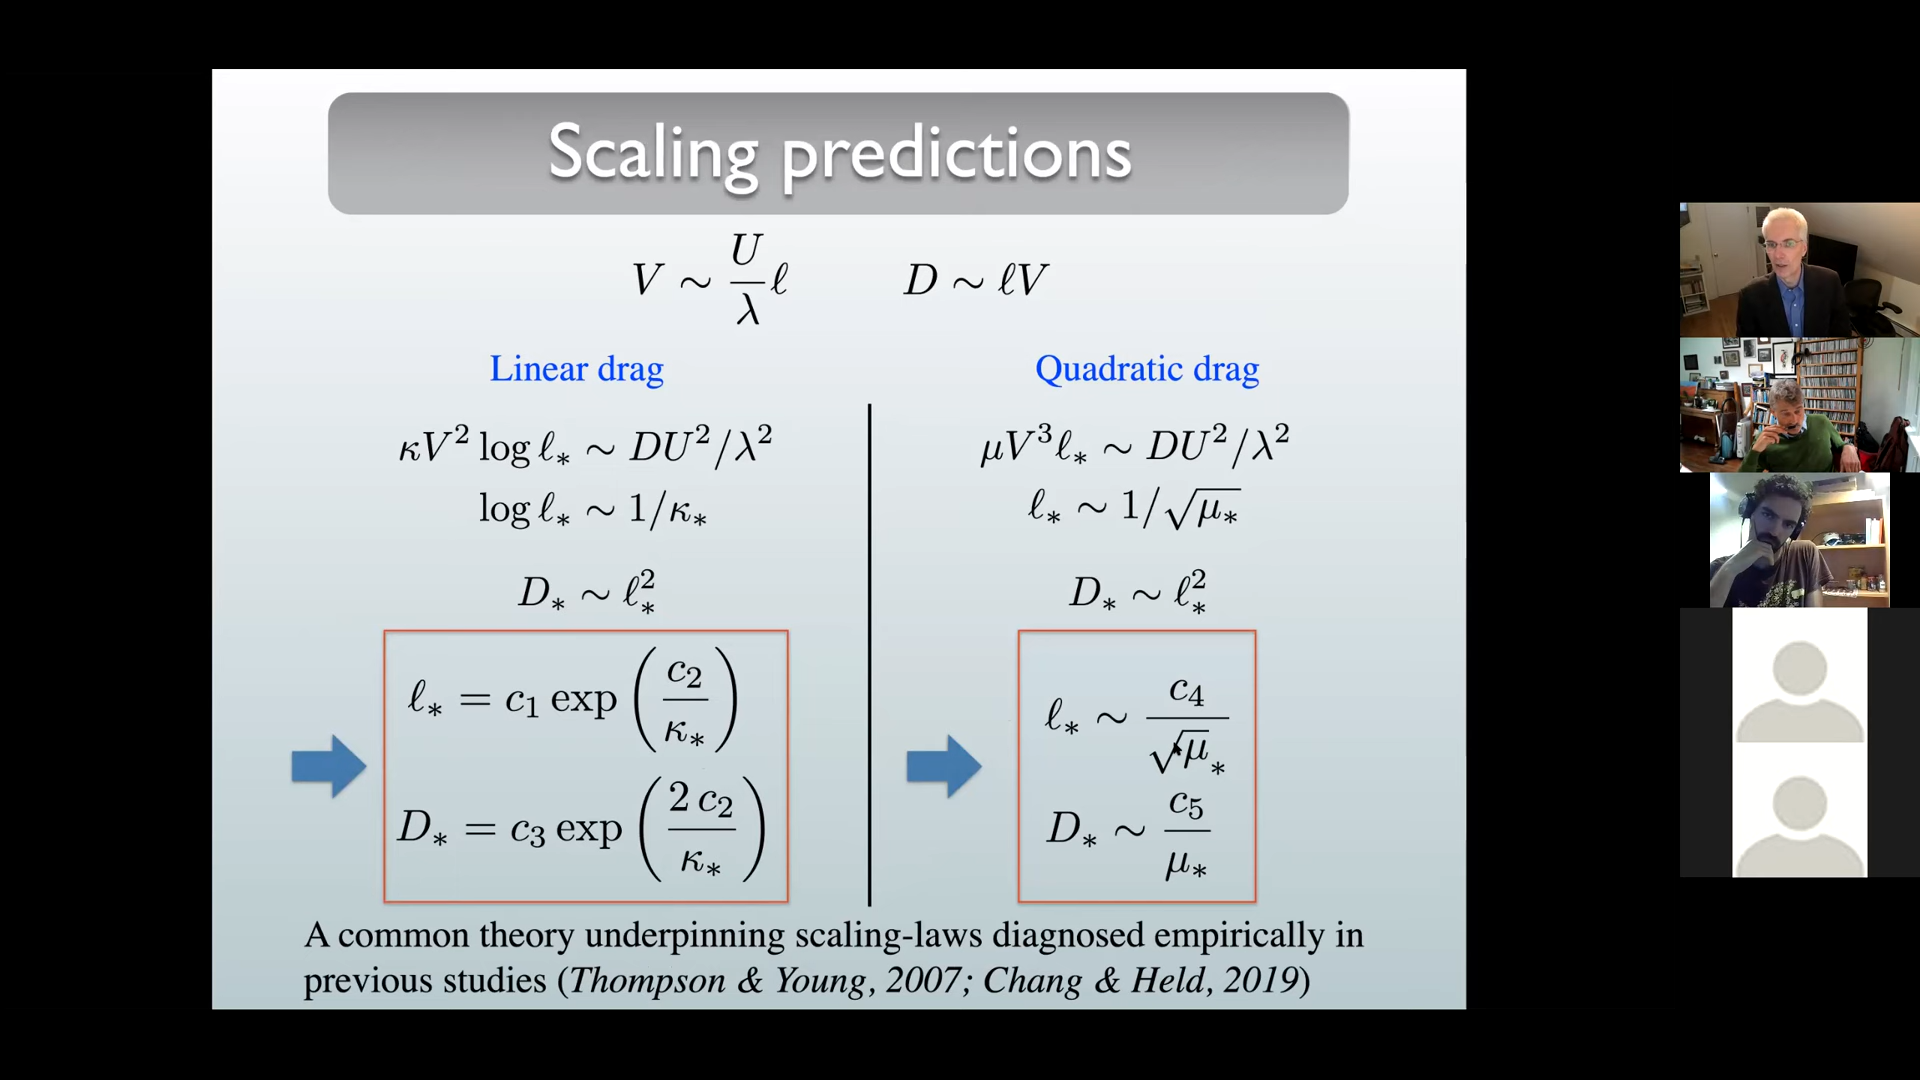 Scaling predictions
V ∼ U/λ ℓ    D ∼ ℓV
Linear drag
κV² log ℓ∗ ∼ DU²/λ²
log ℓ∗ ∼ 1/κ∗
D∗ ∼ ℓ∗²
ℓ∗ = c₁ exp (c₂/κ∗)
D∗ = c₃ exp (2 c₂/κ∗)
Quadratic drag
μV³ℓ∗ ∼ DU²/λ²
ℓ∗ ∼ 1/√μ∗
D∗ ∼ ℓ∗²
ℓ∗ ∼ c₄/√μ∗
D∗ ∼ c₅/μ∗
A common theory underpinning scaling-laws diagnosed empirically in
previous studies (Thompson & Young, 2007; Chang & Held, 2019)